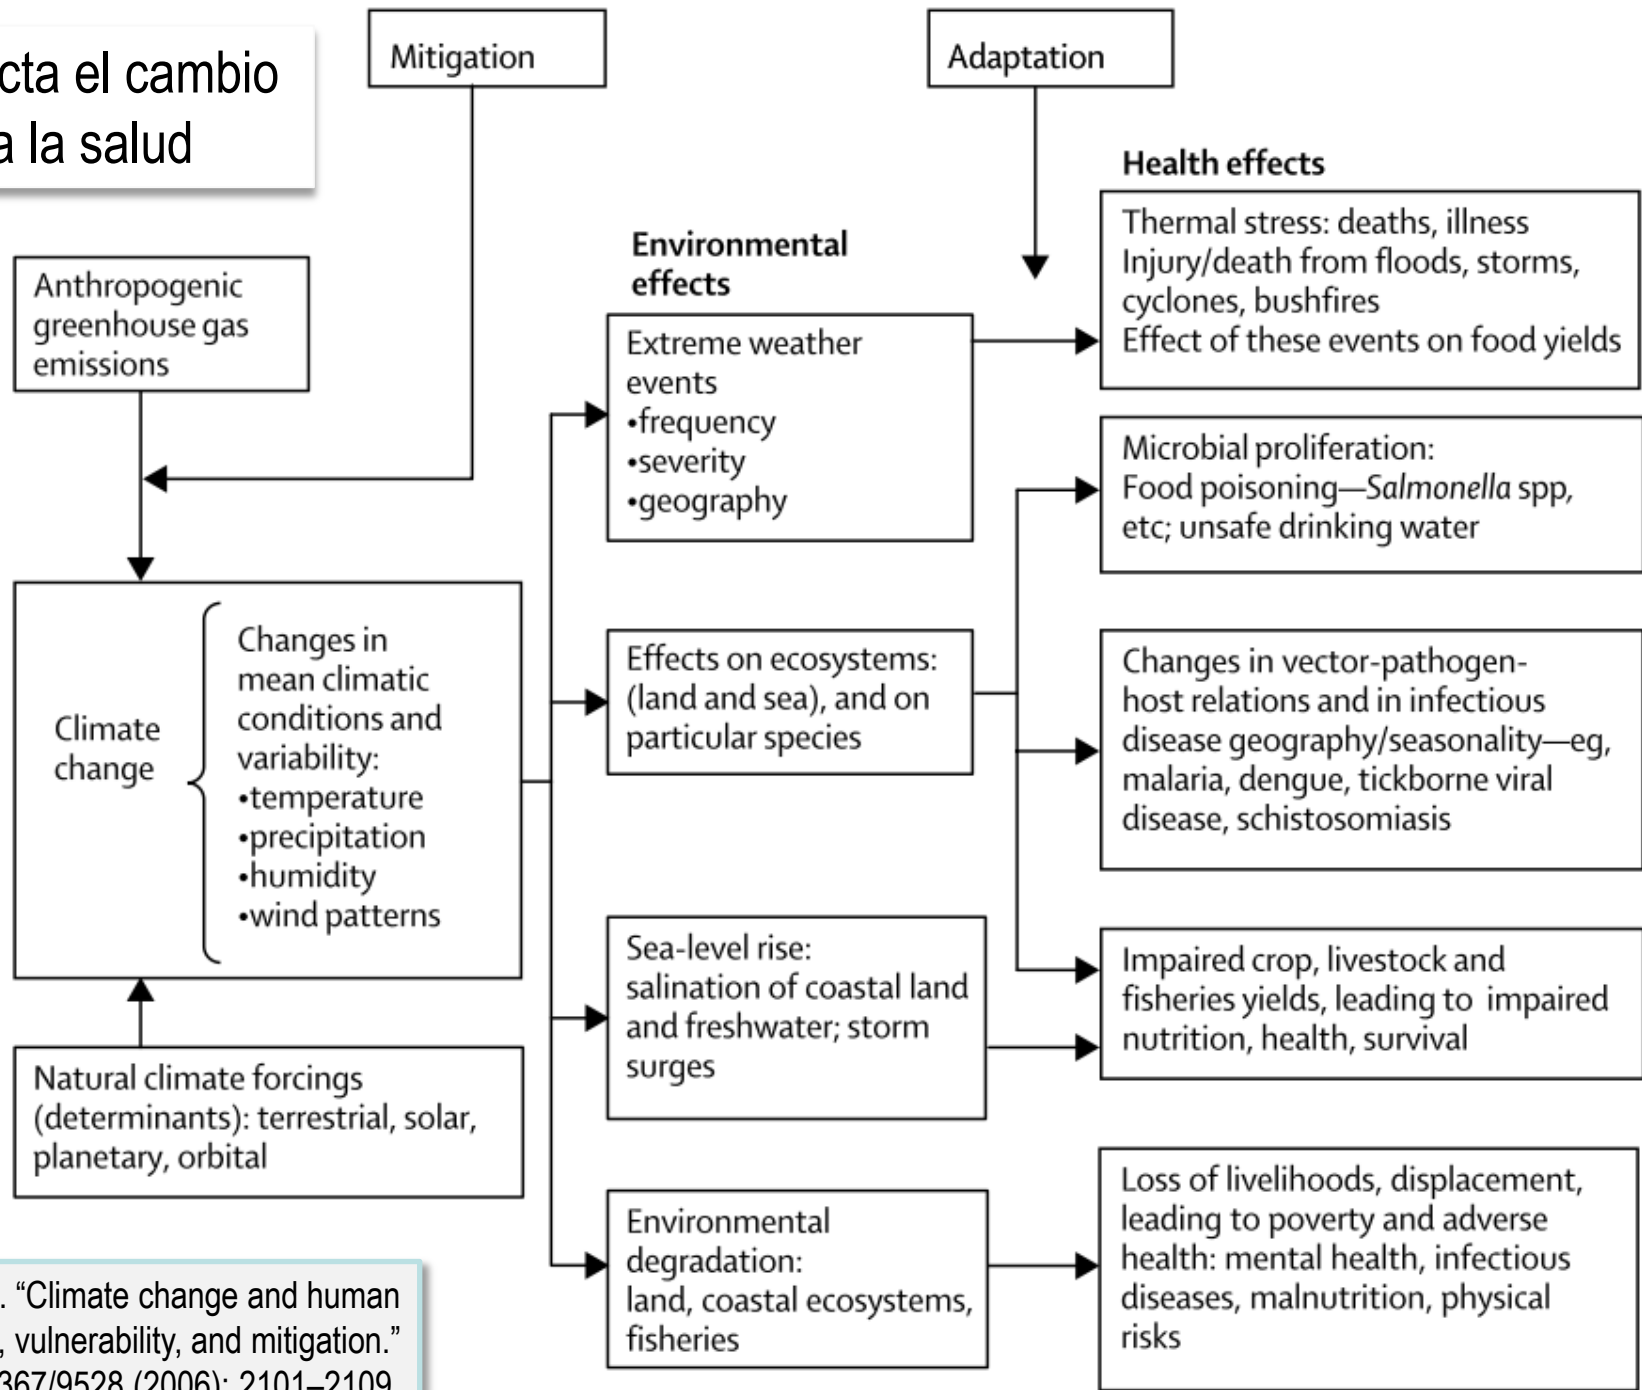 cta el cambio
a la salud
Mitigation
Adaptation
Anthropogenic
greenhouse gas
emissions
Climate
change
Changes in
mean climatic
conditions and
variability:
•temperature
•precipitation
•humidity
•wind patterns
Natural climate forcings
(determinants): terrestrial, solar,
planetary, orbital
Environmental
effects
Extreme weather
events
•frequency
•severity
•geography
Effects on ecosystems:
(land and sea), and on
particular species
Sea-level rise:
salination of coastal land
and freshwater; storm
surges
Environmental
degradation:
land, coastal ecosystems,
fisheries
Health effects
Thermal stress: deaths, illness
Injury/death from floods, storms,
cyclones, bushfires
Effect of these events on food yields
Microbial proliferation:
Food poisoning—Salmonella spp,
etc; unsafe drinking water
Changes in vector-pathogen-
host relations and in infectious
disease geography/seasonality—eg,
malaria, dengue, tickborne viral
disease, schistosomiasis
Impaired crop, livestock and
fisheries yields, leading to impaired
nutrition, health, survival
Loss of livelihoods, displacement,
leading to poverty and adverse
health: mental health, infectious
diseases, malnutrition, physical
risks
. “Climate change and human
, vulnerability, and mitigation.”
367/9528 (2006): 2101–2109